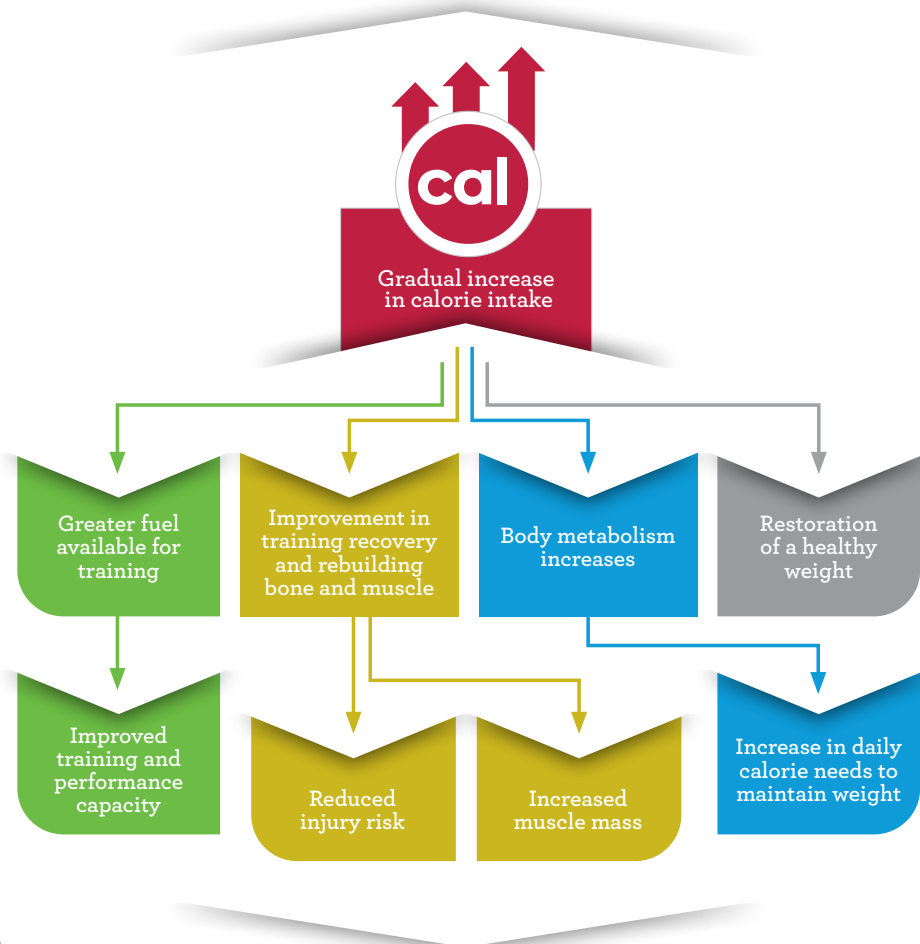 cal
Gradual increase
in calorie intake
Greater fuel
available for
training
Improvement in
training recovery
and rebuilding
bone and muscle
Body metabolism
increases
Restoration
of a healthy
weight
Improved
training and
performance
capacity
Reduced
injury risk
Increased
muscle mass
Increase in daily
calorie needs to
maintain weight